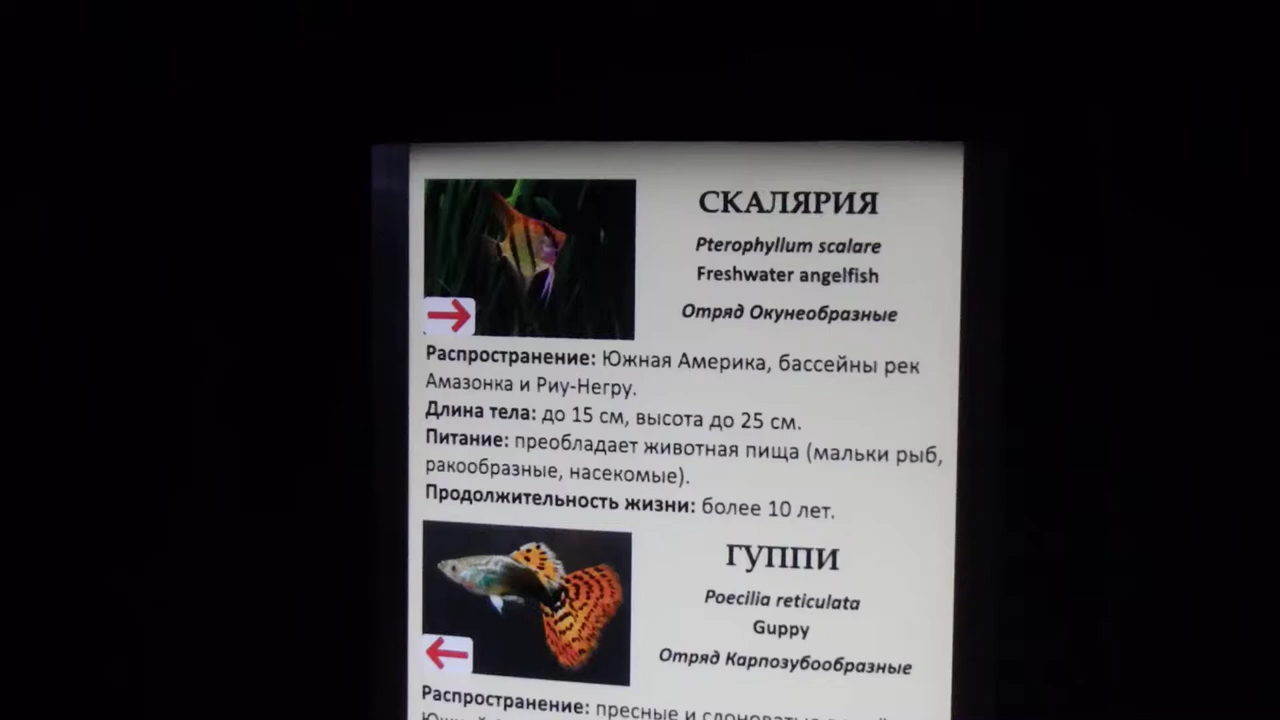 СКАЛЯРИЯ
Pterophyllum scalare
Freshwater angelfish
Отряд Окунеобразные
Распространение: Южная Америка, бассейны рек
Амазонка и Риу-Негру.
Длина тела: до 15 см, высота до 25 см.
Питание: преобладает животная пища (мальки рыб,
ракообразные, насекомые).
Продолжительность жизни: более 10 лет.
ГУППИ
Poecilia reticulata
Guppy
Отряд Карпозубообразные
Распространение: пресные и